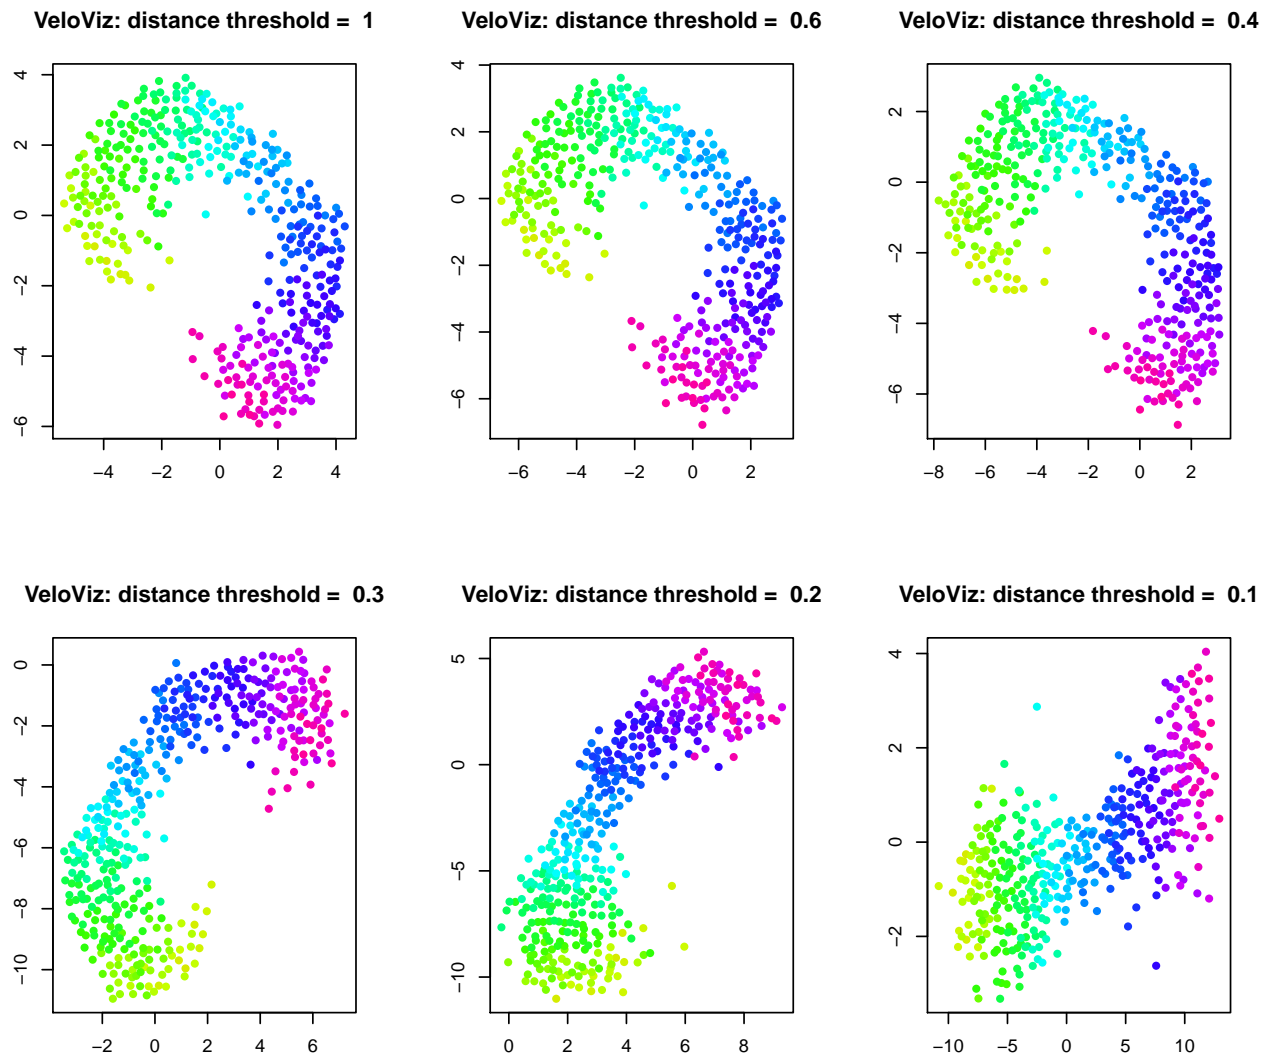 VeloViz: distance threshold =  1
VeloViz: distance threshold =  0.6
VeloViz: distance threshold =  0.4
4
2
0
−2
−4
−6
−4 −2 0 2 4
4
2
0
−2
−4
−6
−6 −4 −2 0 2
2
0
−2
−4
−6
−8 −6 −4 −2 0 2
VeloViz: distance threshold =  0.3
VeloViz: distance threshold =  0.2
VeloViz: distance threshold =  0.1
0
−2
−4
−6
−8
−10
−2 0 2 4 6
5
0
−5
−10
0 2 4 6 8
4
2
0
−2
−10 −5 0 5 10